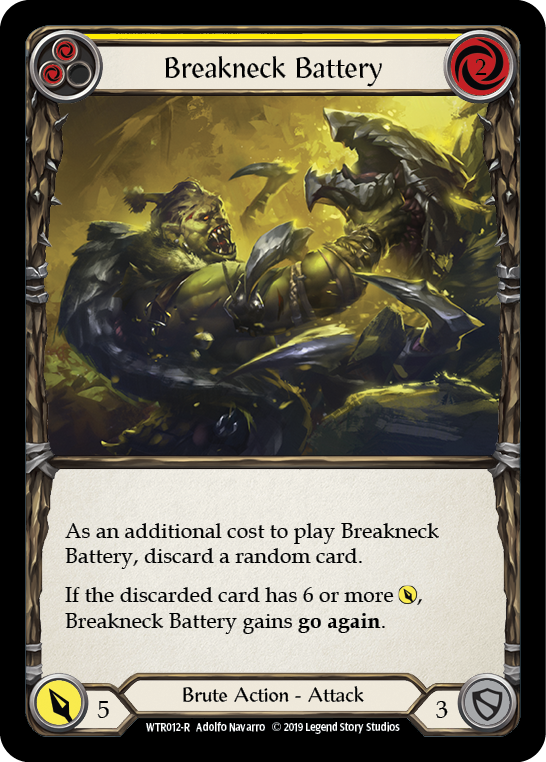 Breakneck Battery
2
As an additional cost to play Breakneck
Battery, discard a random card.
If the discarded card has 6 or more ,
Breakneck Battery gains go again.
5
Brute Action - Attack
3
WTR012-R Adolfo Navarro © 2019 Legend Story Studios